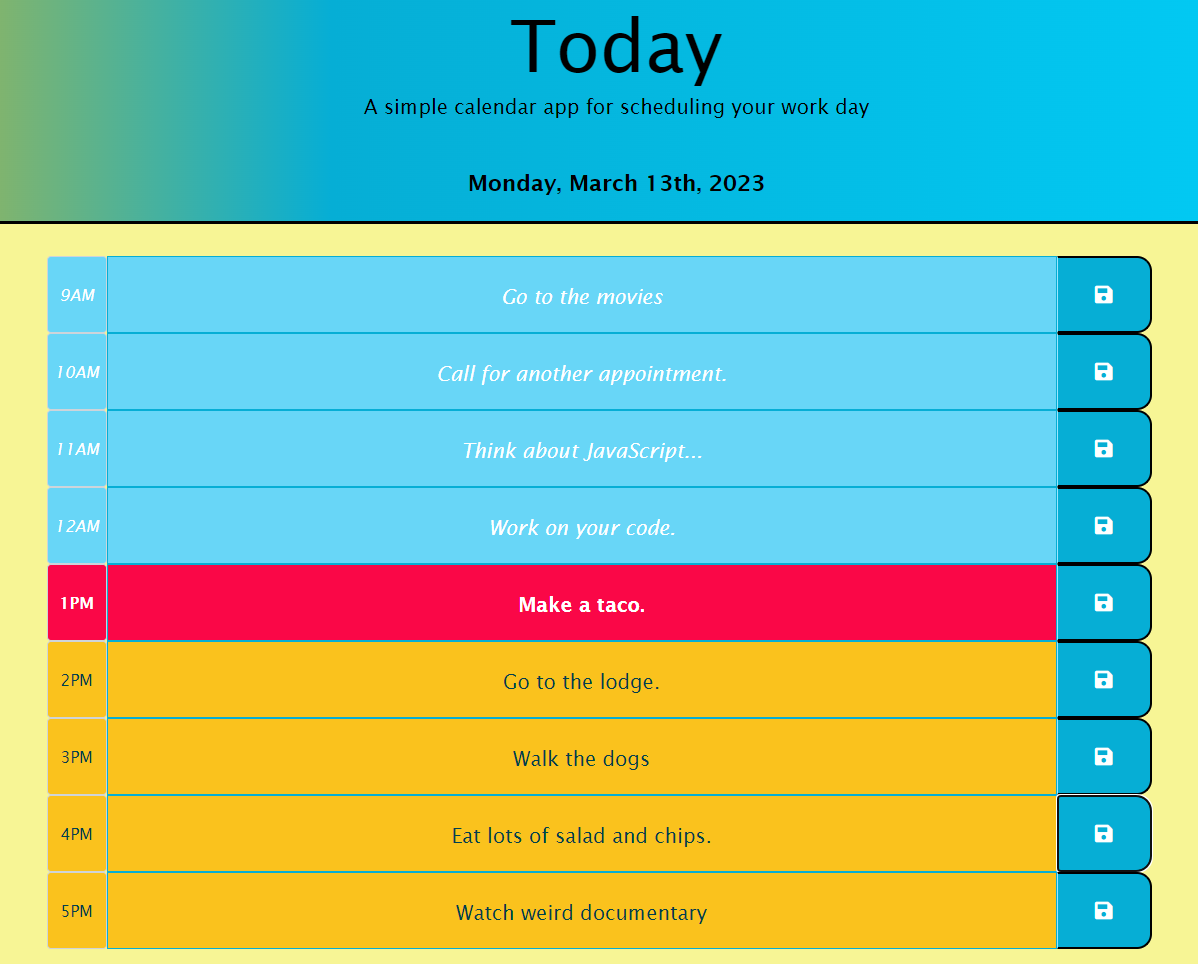 Today
A simple calendar app for scheduling your work day
Monday, March 13th, 2023
9AM Go to the movies
10AM Call for another appointment.
11AM Think about JavaScript...
12AM Work on your code.
1PM Make a taco.
2PM Go to the lodge.
3PM Walk the dogs
4PM Eat lots of salad and chips.
5PM Watch weird documentary